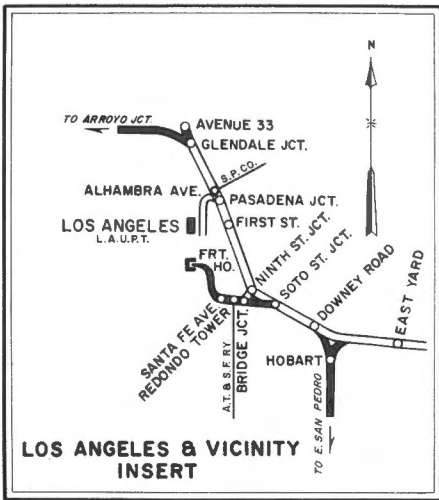 N
TO ARROYO JCT.
AVENUE 33
GLENDALE JCT.
S.P.CO.
ALHAMBRA AVE.
PASADENA JCT.
LOS ANGELES
L.A.U.P.T.
FIRST ST.
FRT.
HO.
NINTH ST. JCT.
SOTO ST. JCT.
DOWNEY ROAD
EAST YARD
SANTA FE AVE.
REDONDO TOWER
BRIDGE JCT.
A.T. & S.F. RY
HOBART
TO E. SAN PEDRO
LOS ANGELES & VICINITY
INSERT